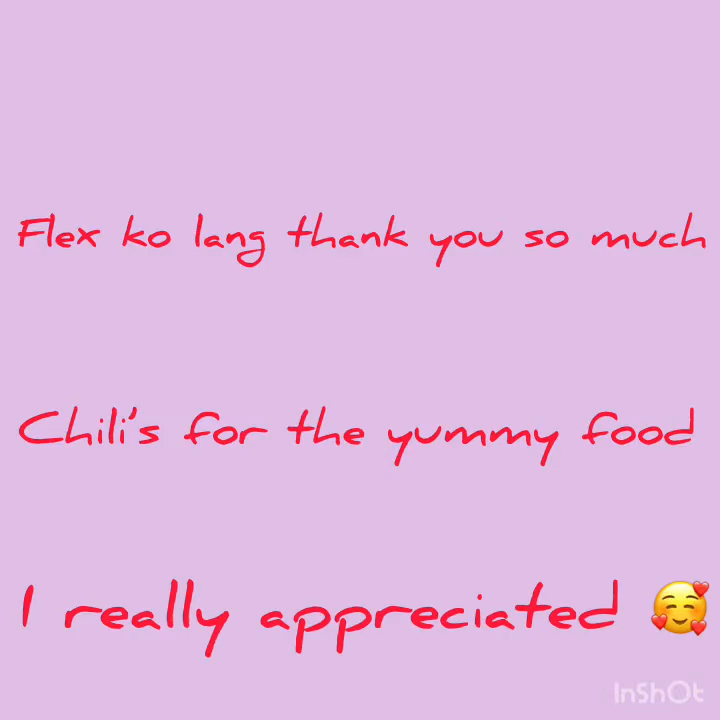 Flex ko lang thank you so much
Chili's for the yummy food
I really appreciated 🥰
InShOt